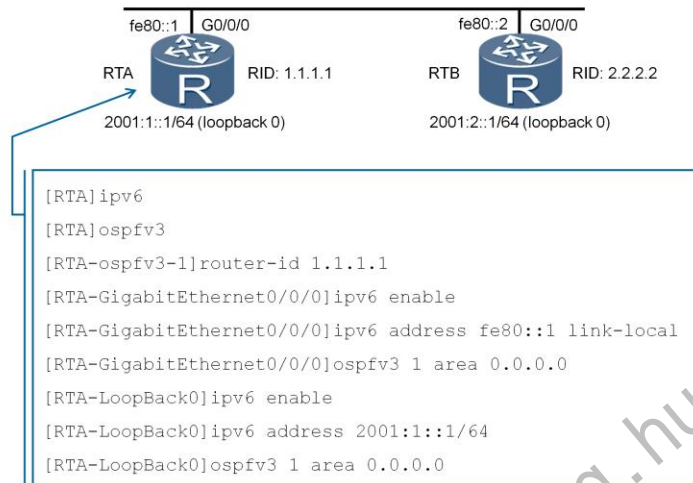 fe80::1 G0/0/0 fe80::2 G0/0/0
RTA R RID: 1.1.1.1 RTB R RID: 2.2.2.2
2001:1::1/64 (loopback 0) 2001:2::1/64 (loopback 0)
[RTA]ipv6
[RTA]ospfv3
[RTA-ospfv3-1]router-id 1.1.1.1
[RTA-GigabitEthernet0/0/0]ipv6 enable
[RTA-GigabitEthernet0/0/0]ipv6 address fe80::1 link-local
[RTA-GigabitEthernet0/0/0]ospfv3 1 area 0.0.0.0
[RTA-LoopBack0]ipv6 enable
[RTA-LoopBack0]ipv6 address 2001:1::1/64
[RTA-LoopBack0]ospfv3 1 area 0.0.0.0